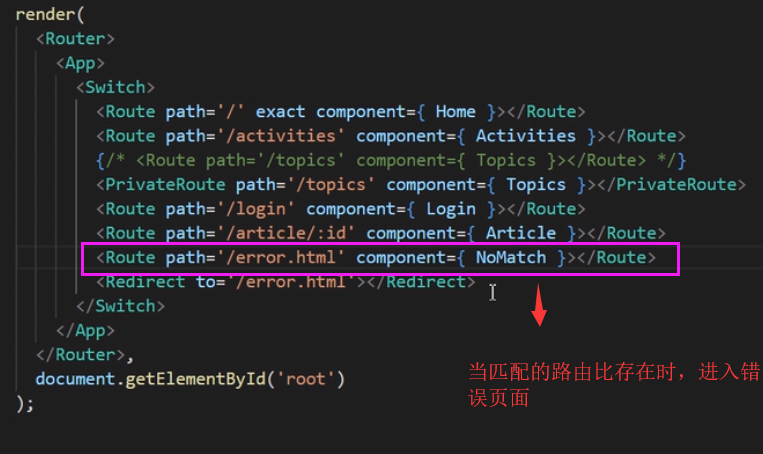 render(
<Router>
<App>
<Switch>
<Route path='/' exact component={ Home }></Route>
<Route path='/activities' component={ Activities }></Route>
{/* <Route path='/topics' component={ Topics }></Route> */}
<PrivateRoute path='/topics' component={ Topics }></PrivateRoute>
<Route path='/login' component={ Login }></Route>
<Route path='/article/:id' component={ Article }></Route>
<Route path='/error.html' component={ NoMatch }></Route>
<Redirect to='/error.html'></Redirect>
</Switch>
</App>
</Router>,
document.getElementById('root')
);
当匹配的路由比存在时，进入错
误页面